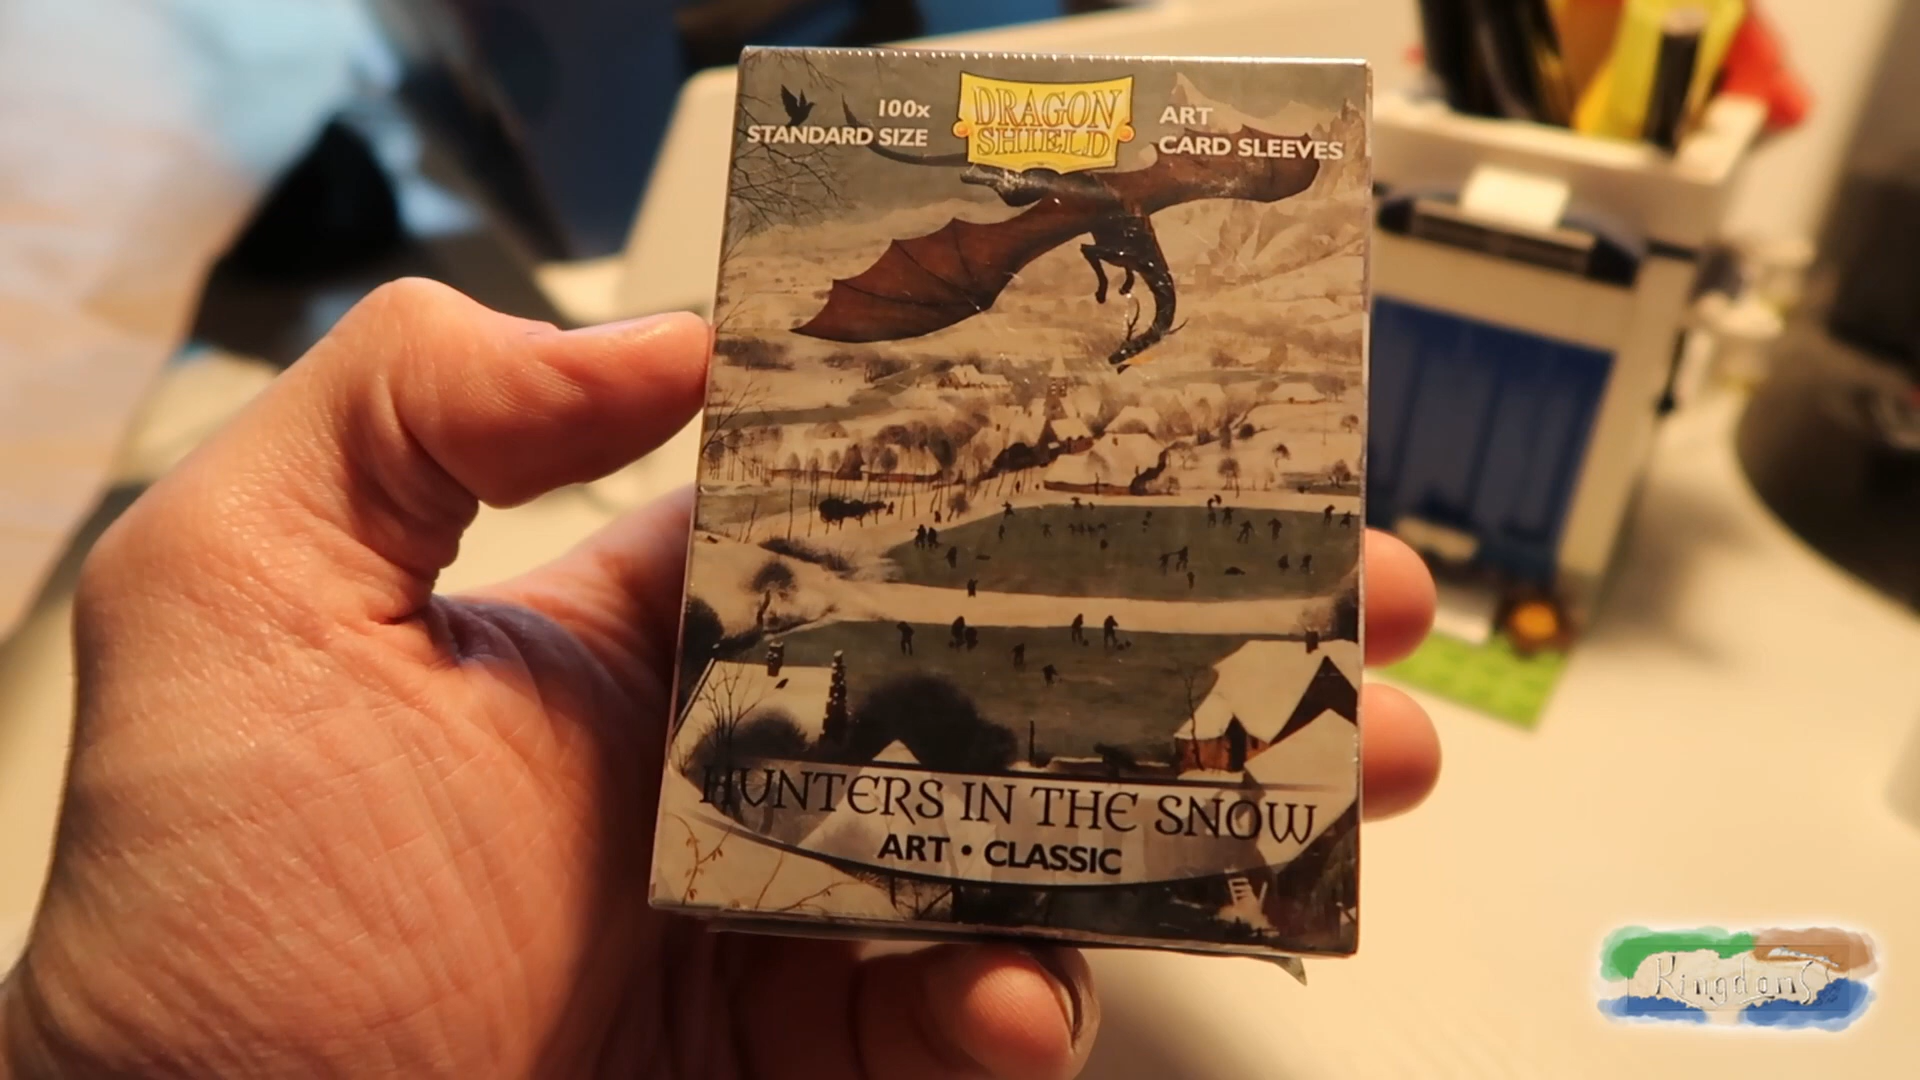 100x
STANDARD SIZE
DRAGON
SHIELD
ART
CARD SLEEVES
HUNTERS IN THE SNOW
ART • CLASSIC
Kingdoms